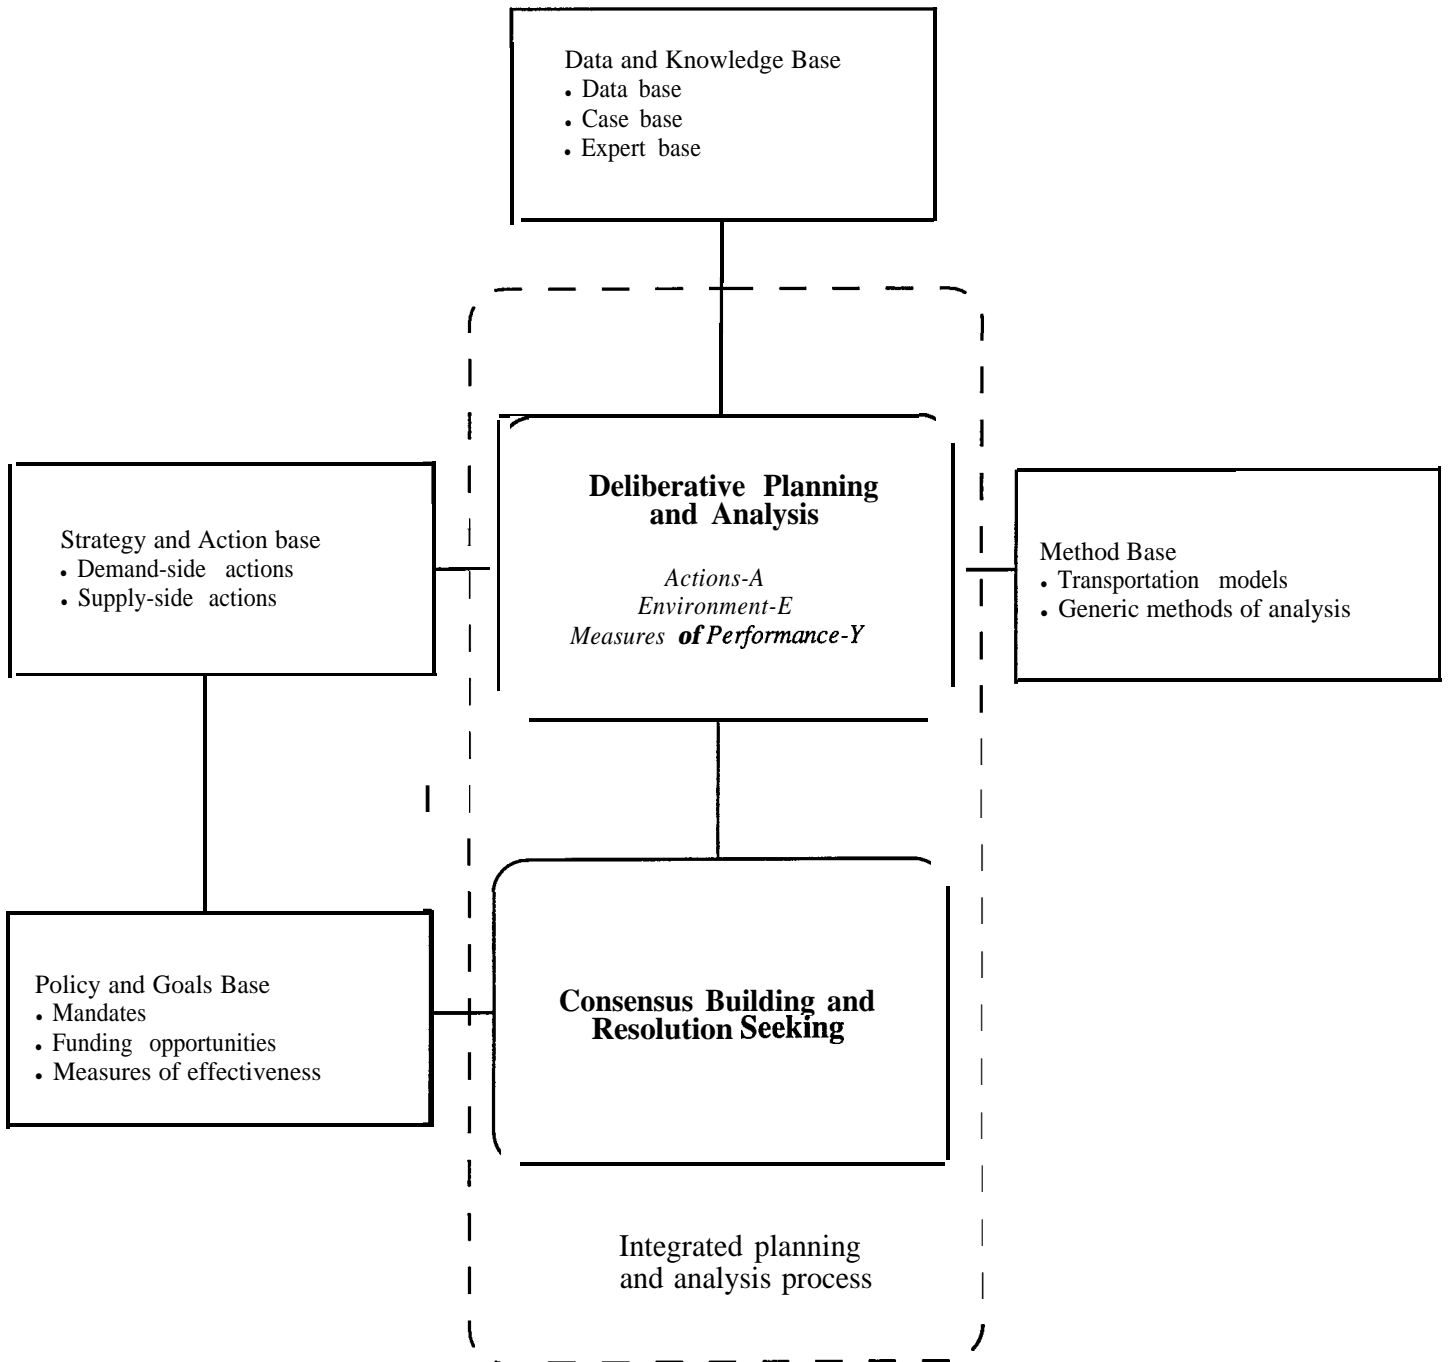 Data and Knowledge Base
• Data base
• Case base
• Expert base
Deliberative Planning
and Analysis
Actions-A
Environment-E
Measures of Performance-Y
Strategy and Action base
• Demand-side actions
• Supply-side actions
Method Base
• Transportation models
• Generic methods of analysis
Policy and Goals Base
• Mandates
• Funding opportunities
• Measures of effectiveness
Consensus Building and
Resolution Seeking
Integrated planning
and analysis process